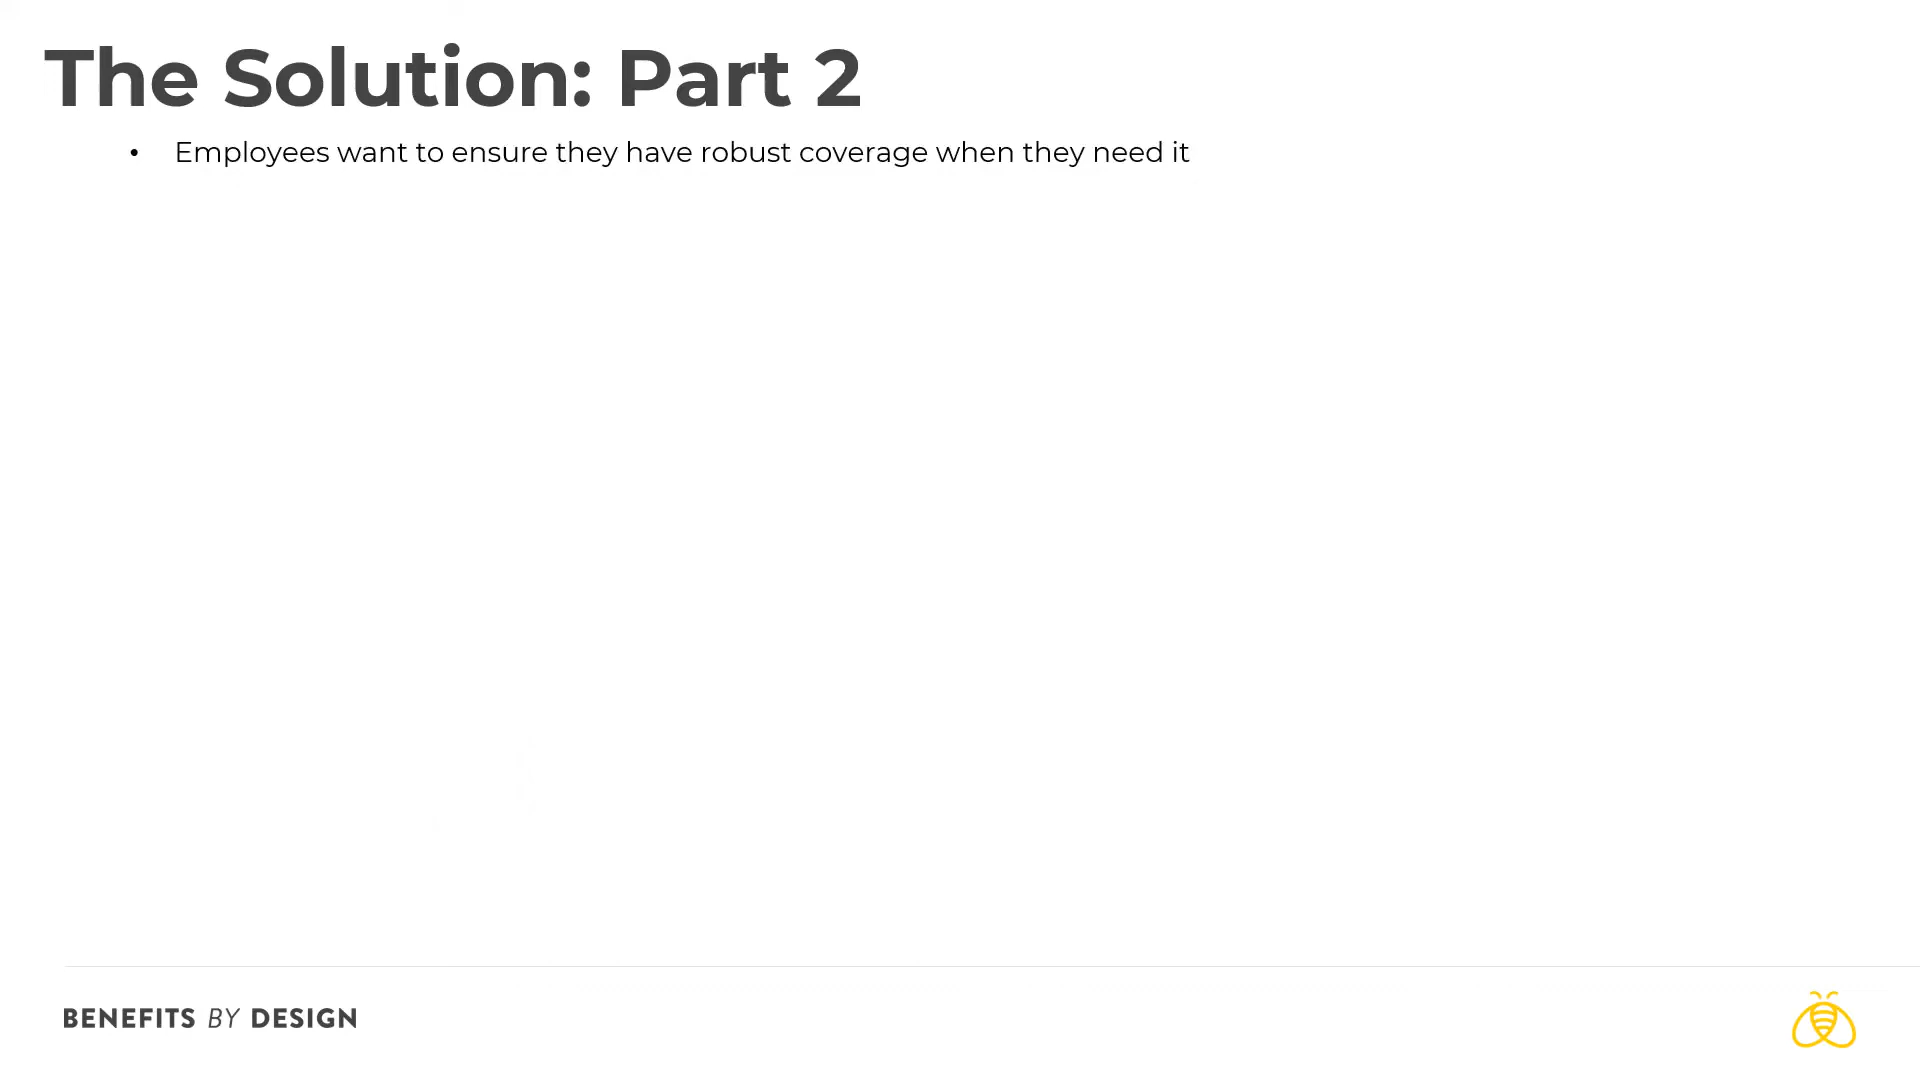 The Solution: Part 2
• Employees want to ensure they have robust coverage when they need it
BENEFITS BY DESIGN